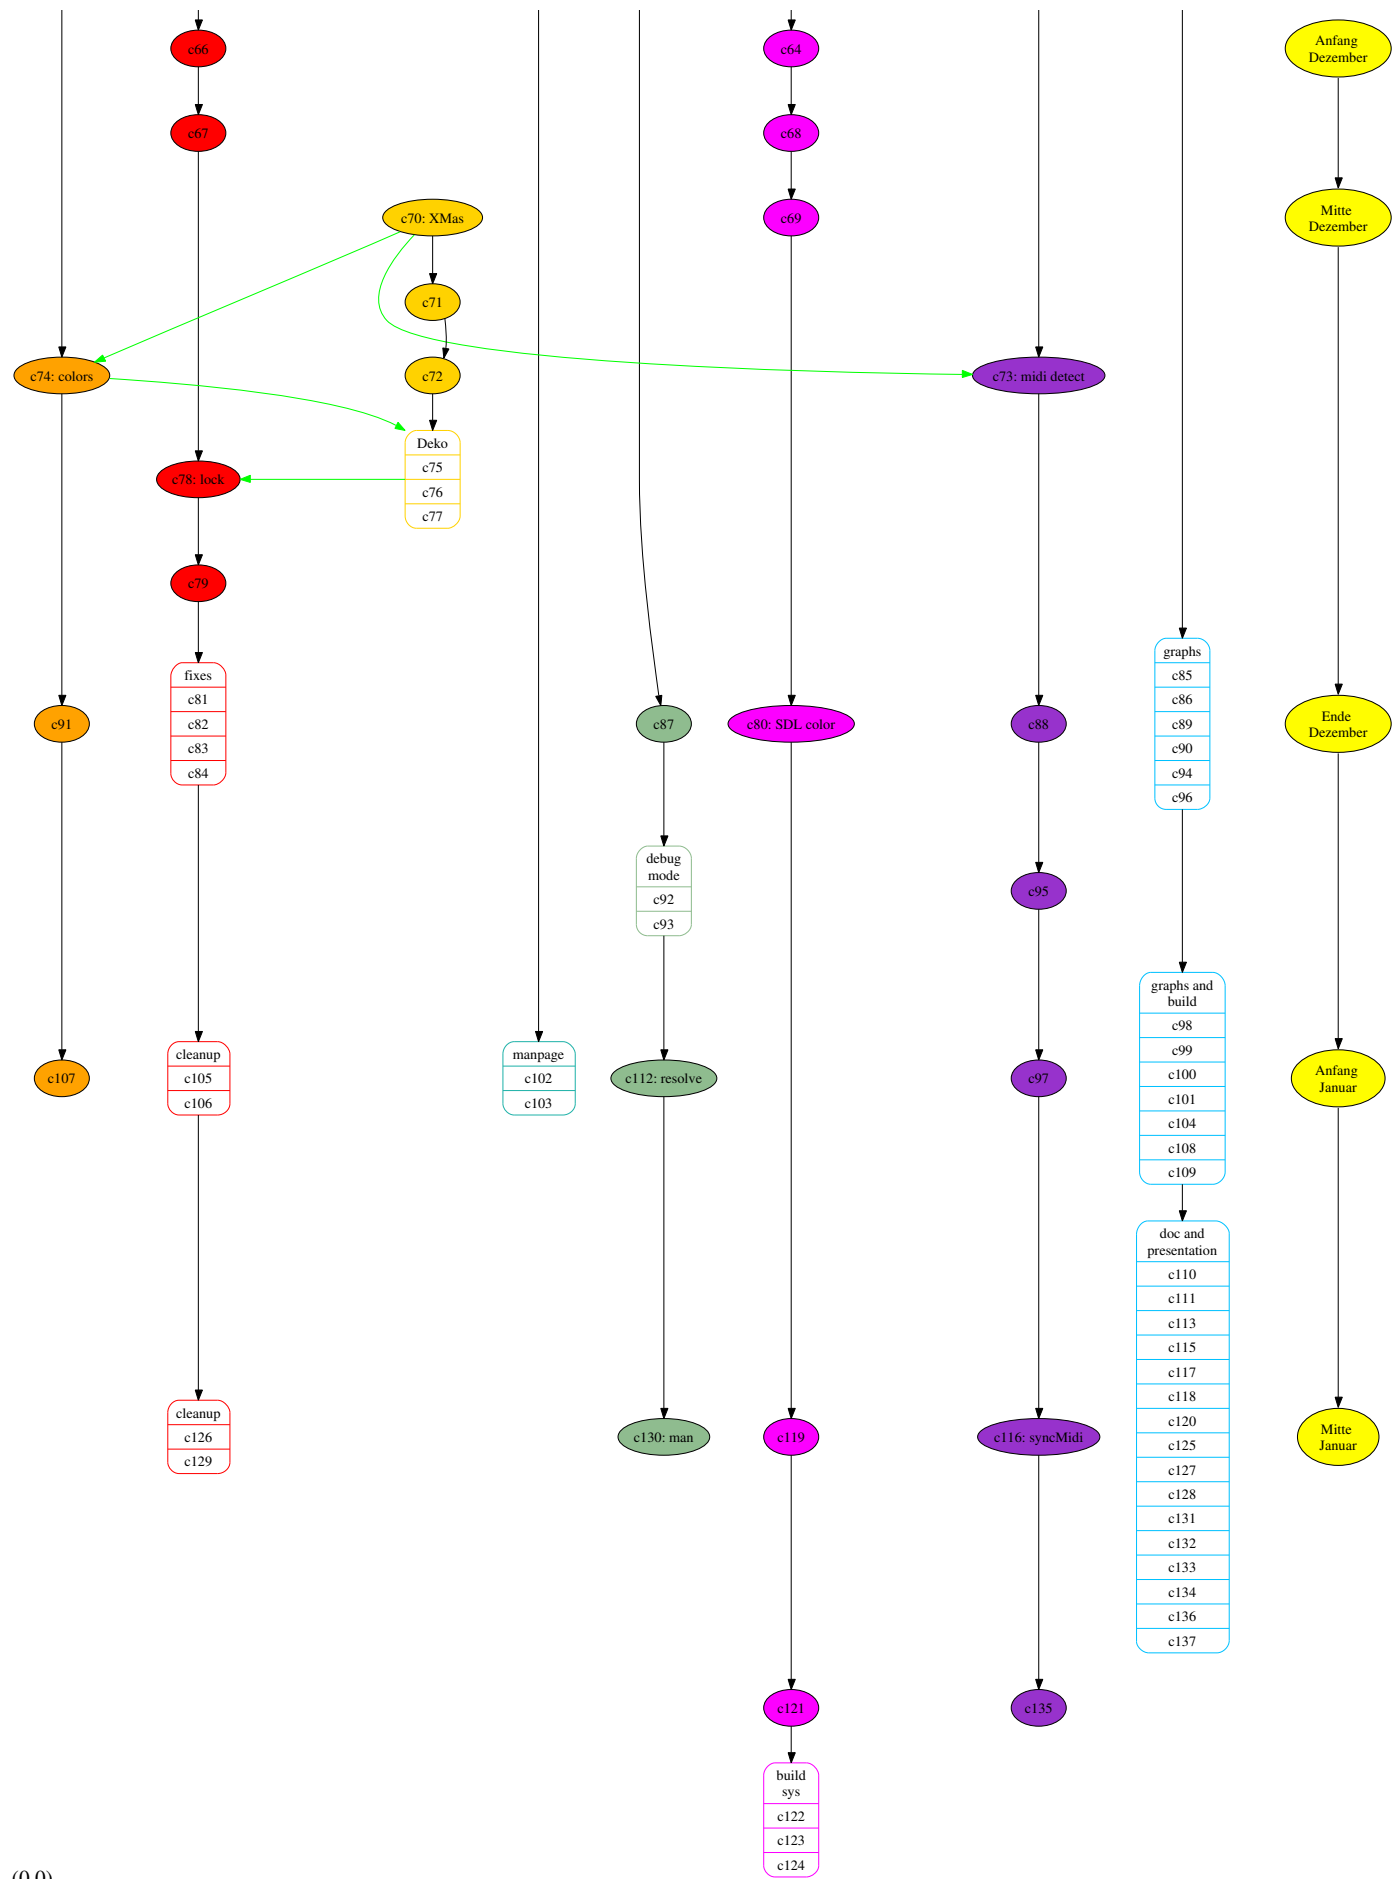 c66
c64
Anfang
Dezember
c67
c68
c70: XMas
c69
Mitte
Dezember
c71
c74: colors
c72
c73: midi detect
Deko
c75
c76
c77
c78: lock
c79
graphs
c85
c86
c89
c90
c94
c96
fixes
c81
c82
c83
c84
c91
c87
c80: SDL color
c88
Ende
Dezember
debug
mode
c92
c93
c95
graphs and
build
c98
c99
c100
c101
c104
c108
c109
c107
cleanup
c105
c106
manpage
c102
c103
c112: resolve
c97
Anfang
Januar
doc and
presentation
c110
c111
c113
c115
c117
c118
c120
c125
c127
c128
c131
c132
c133
c134
c136
c137
cleanup
c126
c129
c130: man
c119
c116: syncMidi
Mitte
Januar
c121
c135
build
sys
c122
c123
c124
(0,0)